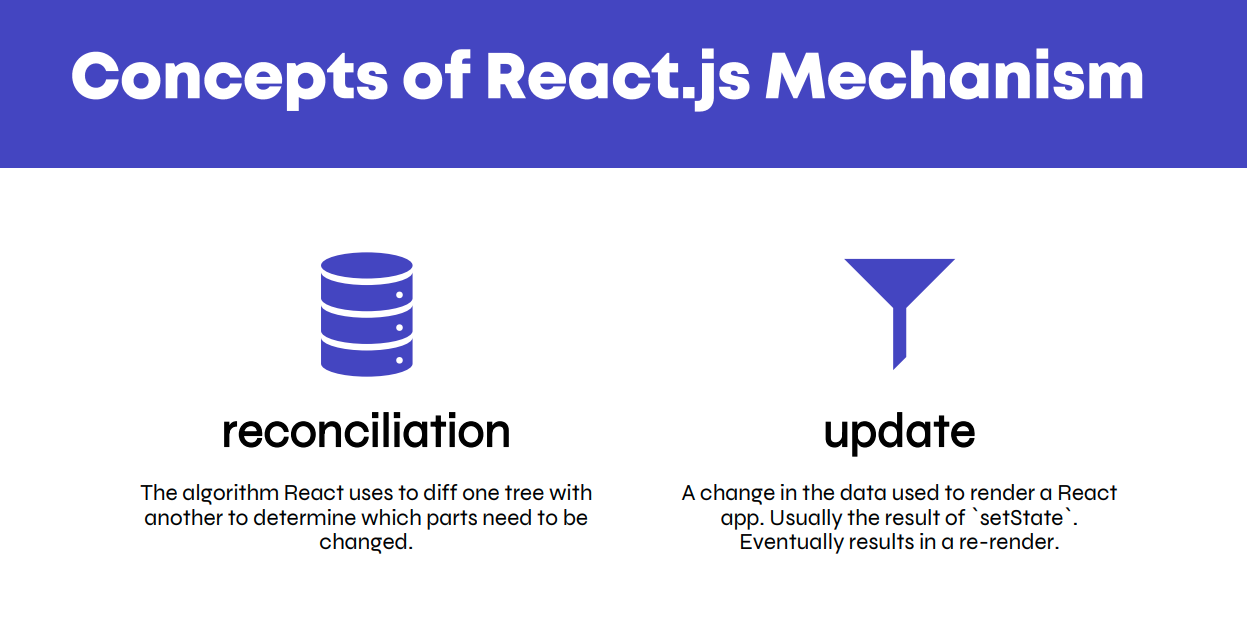 Concepts of React.js Mechanism
reconciliation
The algorithm React uses to diff one tree with
another to determine which parts need to be
changed.
update
A change in the data used to render a React
app. Usually the result of `setState`.
Eventually results in a re-render.